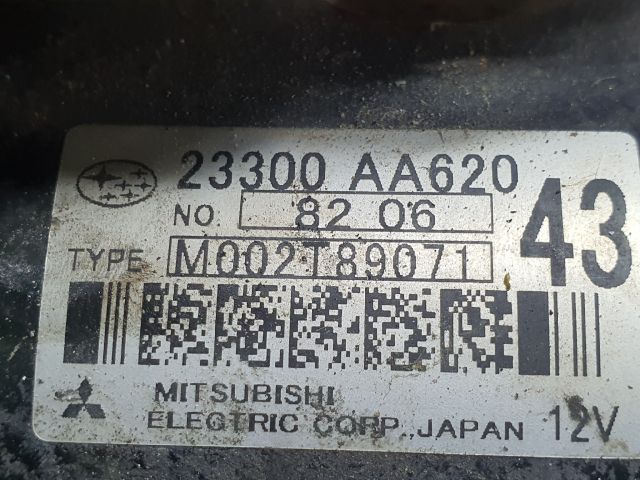 23300 AA620
43
NO 82 06
TYPE M002T89071
MITSUBISHI
ELECTRIC CORP., JAPAN 12V